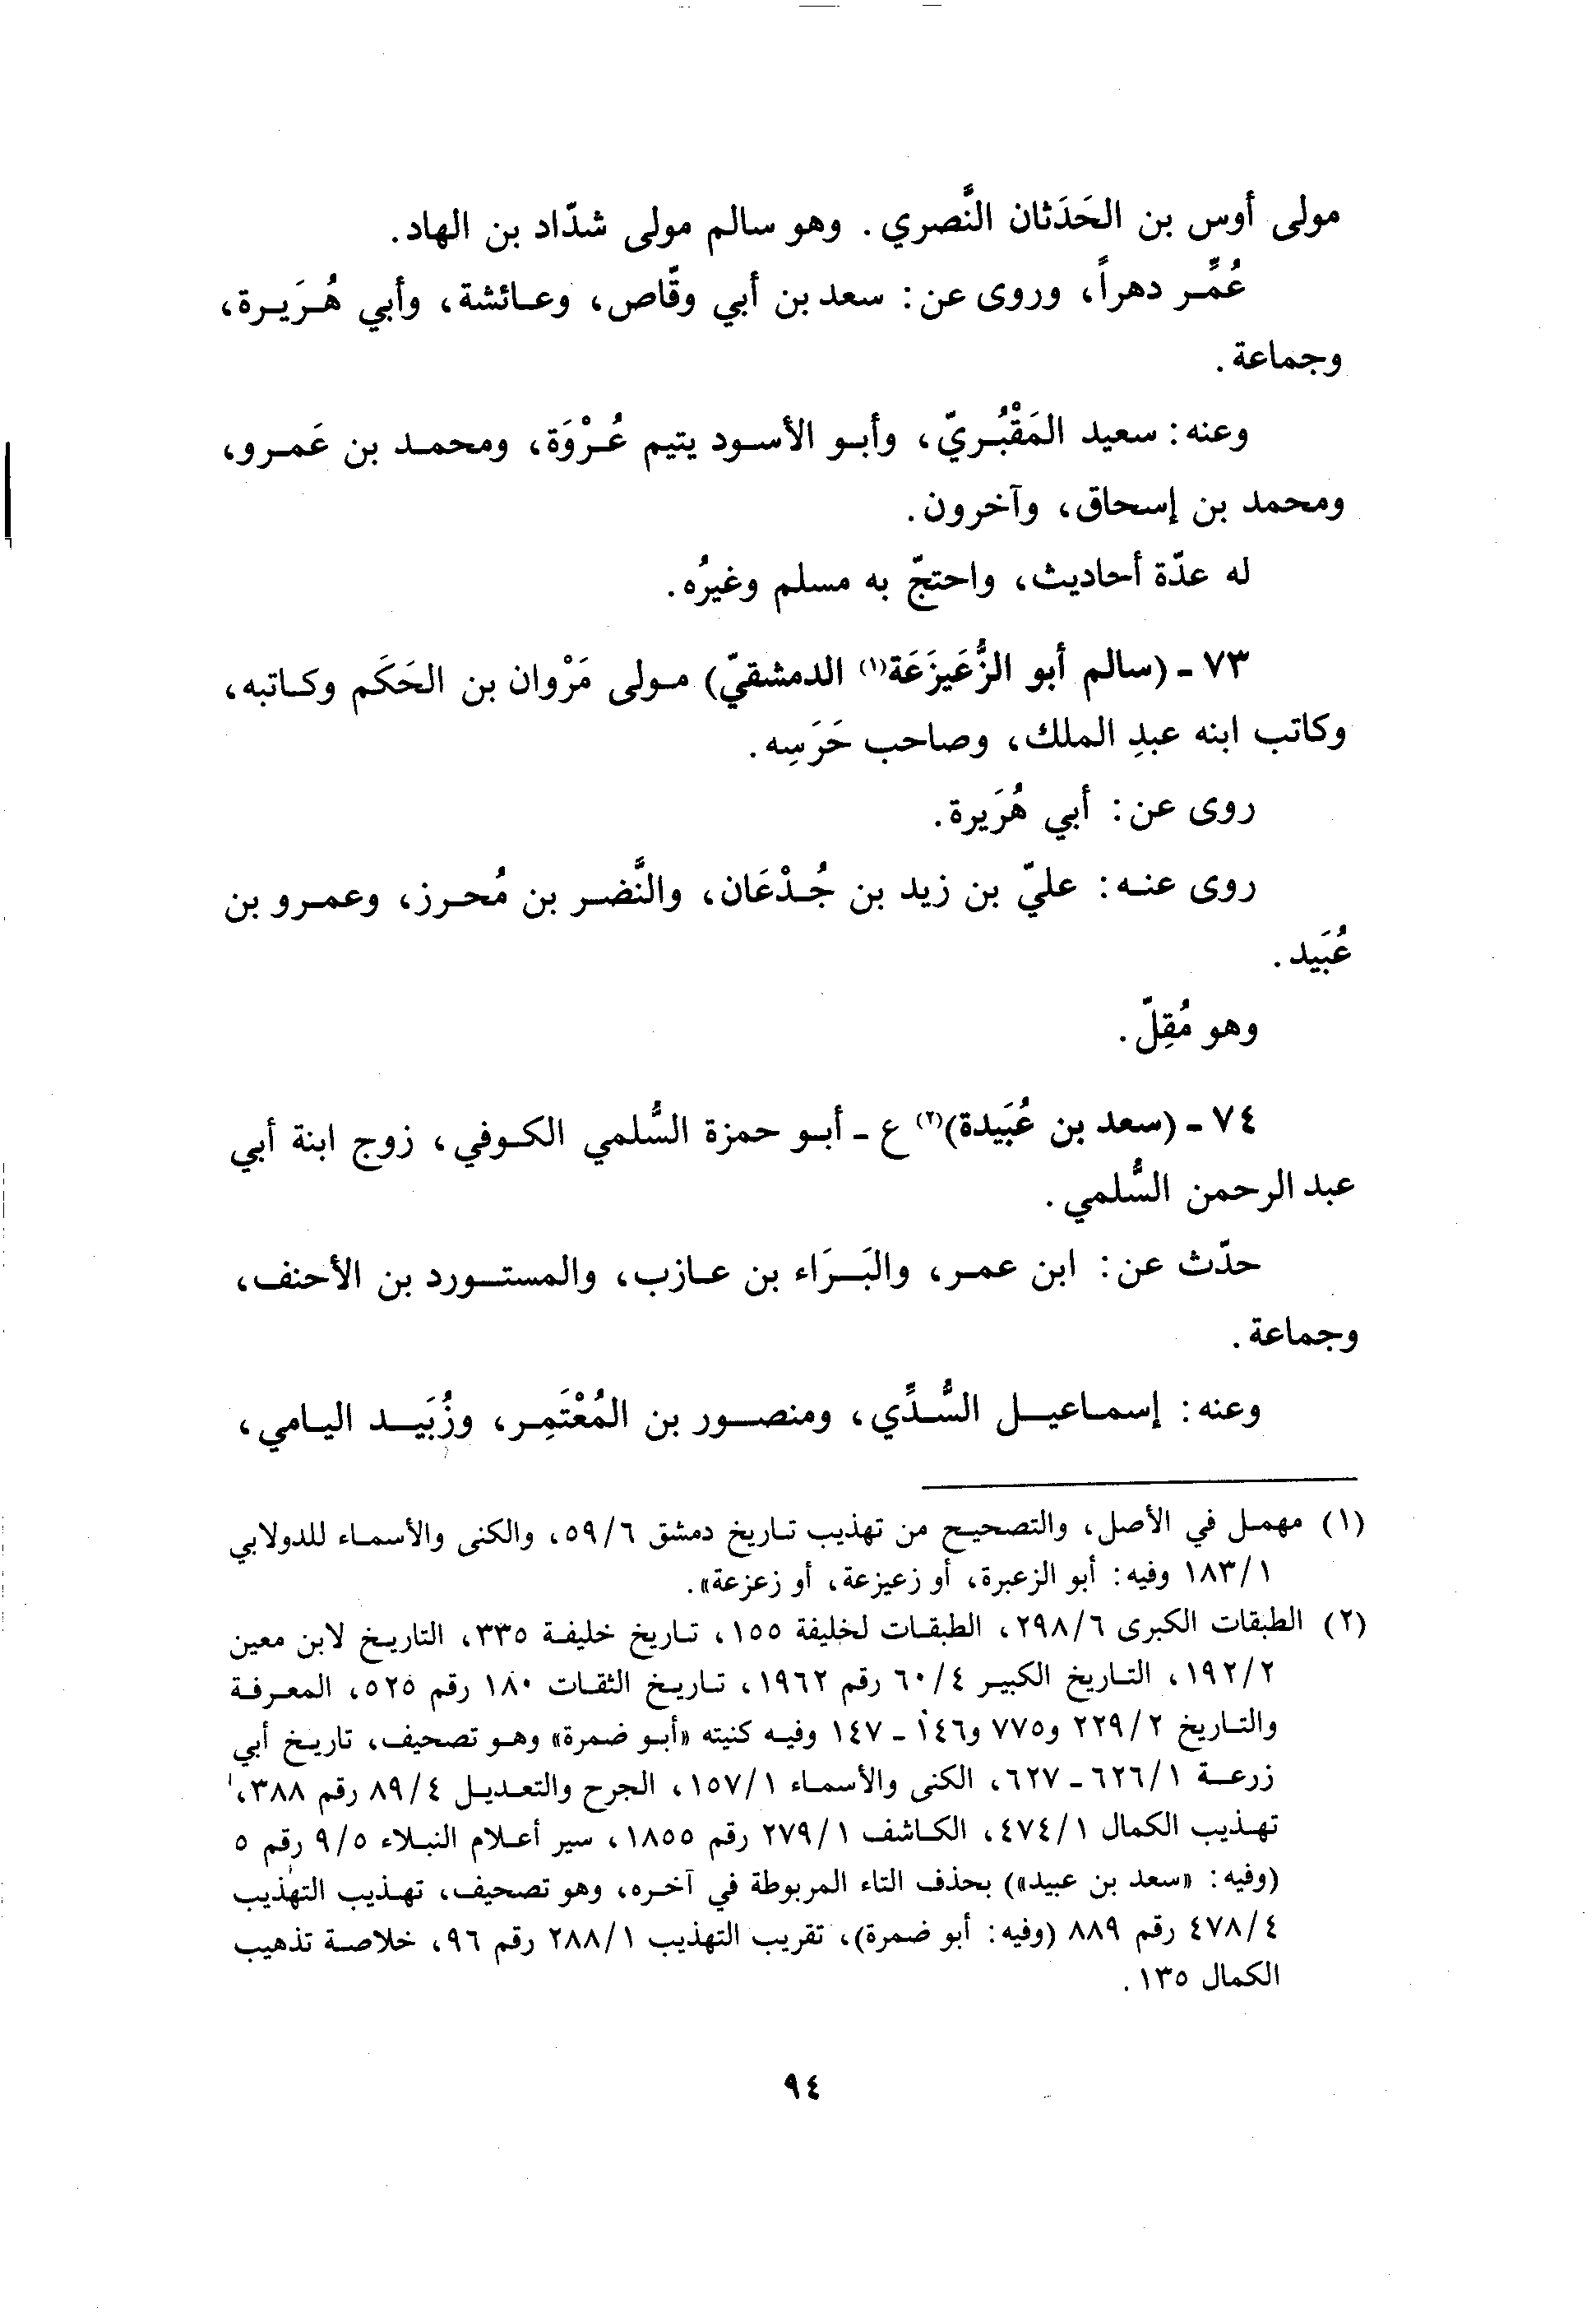 مولى أوس بن الحَدَثان النَّصري. وهو سالم مولى شدّاد بن الهاد.
عُمِّر دهراً، وروى عن: سعد بن أبي وقّاص، وعائشة، وأبي هُرَيرة،
وجماعة.
وعنه: سعيد المَقْبُريّ، وأبو الأسود يتيم عُرْوَة، ومحمد بن عَمرو،
ومحمد بن إسحاق، وآخرون.
له عدّة أحاديث، واحتجّ به مسلم وغيرُه.
٧٣ - (سالم أبو الزُّعَيزَعَة(١) الدمشقيّ) مولى مَرْوان بن الحَكَم وكاتبه،
وكاتب ابنه عبدِ الملك، وصاحب حَرَسِه.
روى عن: أبي هُرَيرة.
روى عنه: عليّ بن زيد بن جُدْعَان، والنَّضر بن مُحرز، وعمرو بن
عُبَيد.
وهو مُقِلّ.
٧٤ - (سعد بن عُبَيدة)(٢) ع - أبو حمزة السُّلمي الكوفي، زوج ابنة أبي
عبد الرحمن السُّلمي.
حدّث عن: ابن عمر، والبَرَاء بن عازب، والمستورد بن الأحنف،
وجماعة.
وعنه: إسماعيل السُّدِّي، ومنصور بن المُعْتَمِر، وزُبَيد اليامي،
(١) مهمل في الأصل، والتصحيح من تهذيب تاريخ دمشق ٥٩/٦، والكنى والأسماء للدولابي
١٨٣/١ وفيه: أبو الزعبرة، أو زعيزعة، أو زعزعة».
(٢) الطبقات الكبرى ٢٩٨/٦، الطبقات لخليفة ١٥٥، تاريخ خليفة ٣٣٥، التاريخ لابن معين
١٩٢/٢، التاريخ الكبير ٦٠/٤ رقم ١٩٦٢، تاريخ الثقات ١٨٠ رقم ٥٢٥، المعرفة
والتاريخ ٢٢٩/٢ و٧٧٥ و١٤٦ - ١٤٧ وفيه كنيته «أبو ضمرة» وهو تصحيف، تاريخ أبي
زرعة ٦٢٦/١ - ٦٢٧، الكنى والأسماء ١٥٧/١، الجرح والتعديل ٨٩/٤ رقم ٣٨٨،
تهذيب الكمال ٤٧٤/١، الكاشف ٢٧٩/١ رقم ١٨٥٥، سير أعلام النبلاء ٩/٥ رقم ٥
(وفيه: «سعد بن عبيد») بحذف التاء المربوطة في آخره، وهو تصحيف، تهذيب التهذيب
٤٧٨/٤ رقم ٨٨٩ (وفيه: أبو ضمرة)، تقريب التهذيب ٢٨٨/١ رقم ٩٦، خلاصة تذهيب
الكمال ١٣٥.
٩٤